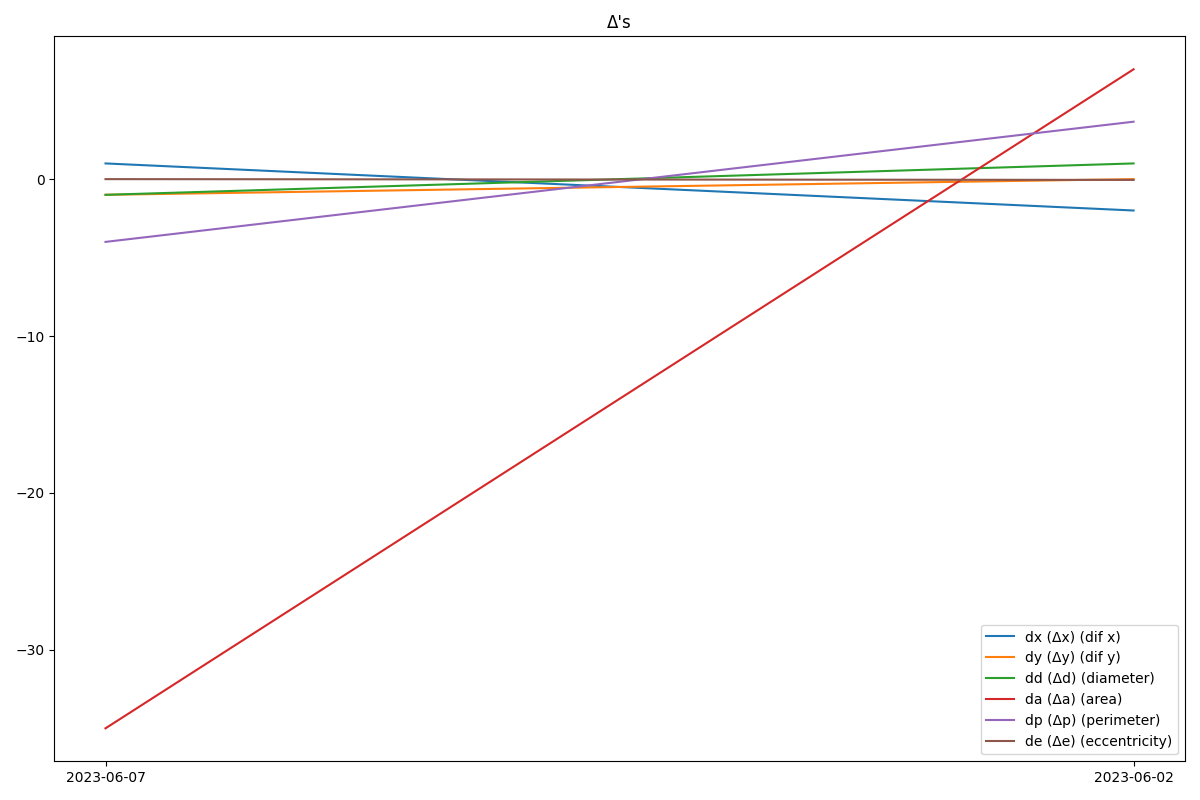 Δ's
0
−10
−20
−30
dx (Δx) (dif x)
dy (Δy) (dif y)
dd (Δd) (diameter)
da (Δa) (area)
dp (Δp) (perimeter)
de (Δe) (eccentricity)
2023-06-07 2023-06-02